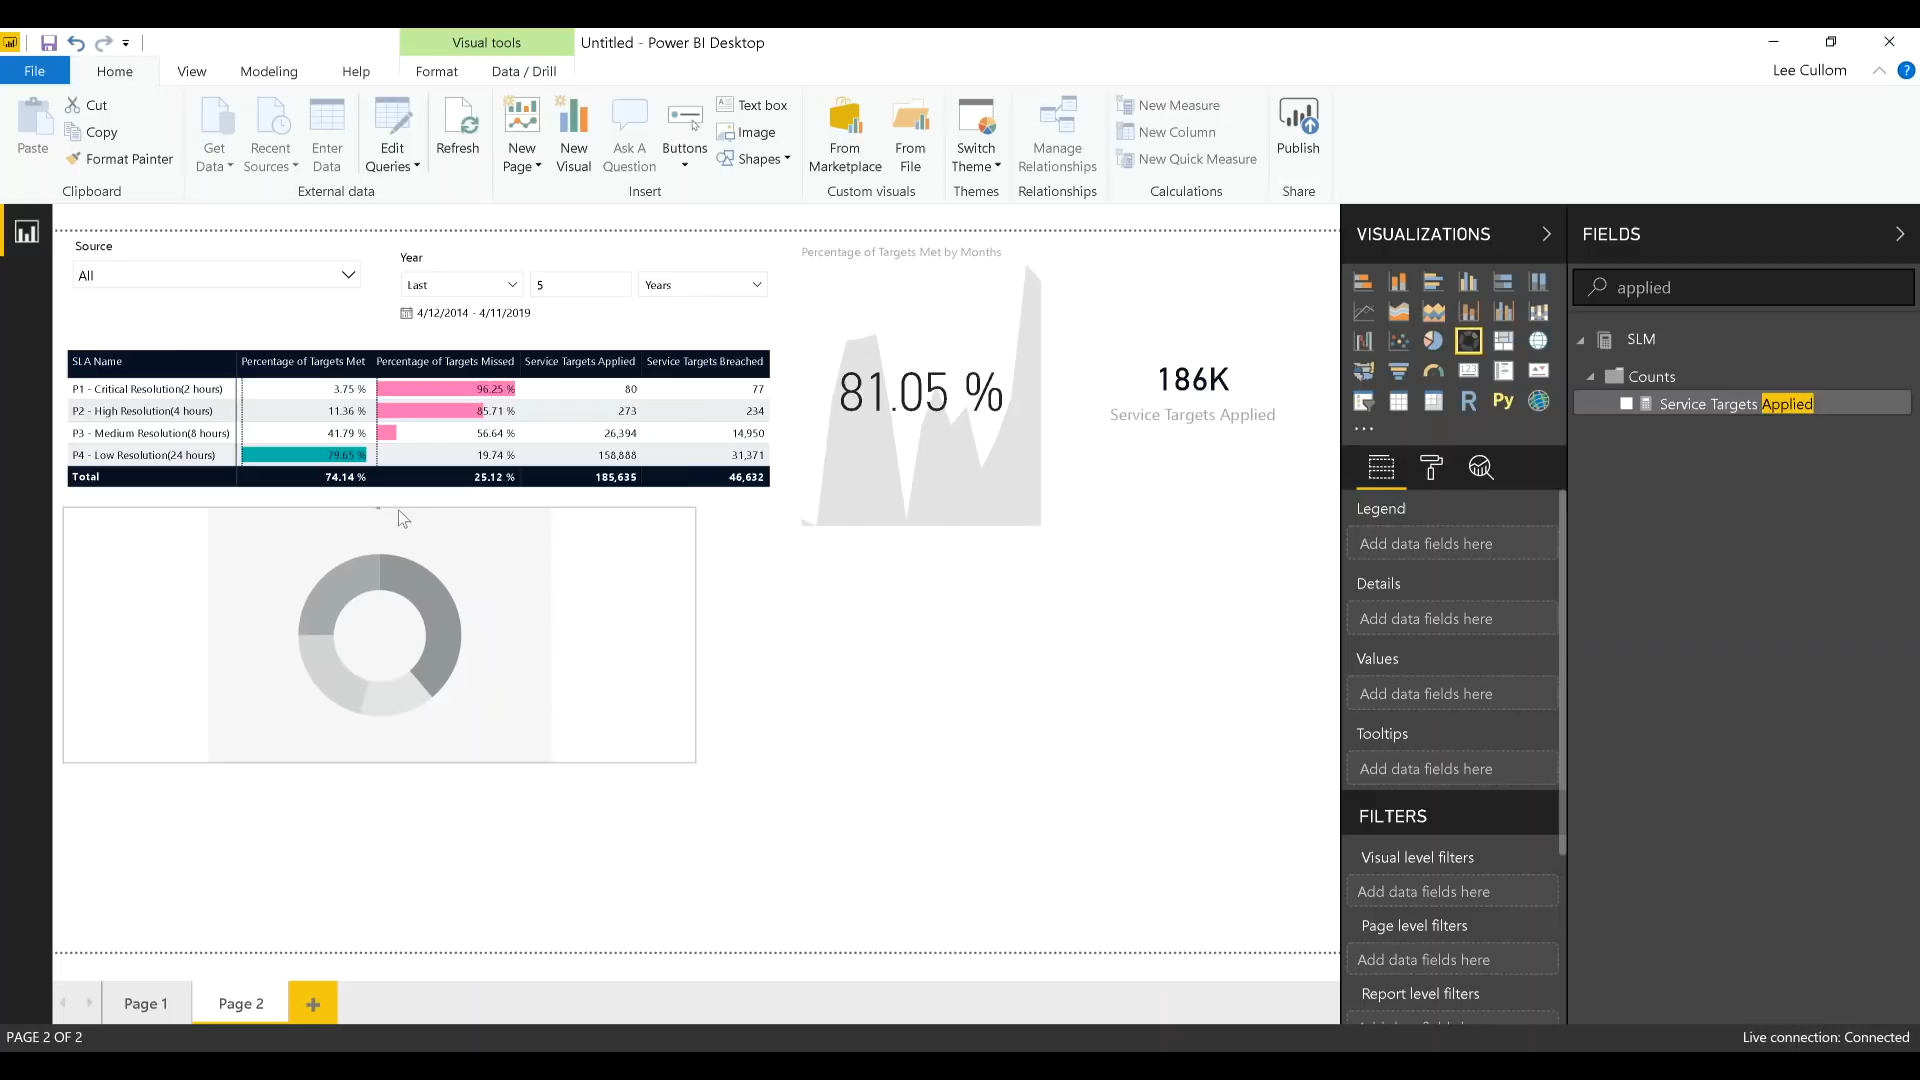 Visual tools
Untitled - Power BI Desktop
File
Home
View
Modeling
Help
Format
Data / Drill
Lee Cullom
Paste
Cut
Copy
Format Painter
Clipboard
Get Data
Recent Sources
Enter Data
Edit Queries
Refresh
External data
New Page
New Visual
Ask A Question
Buttons
Text box
Image
Shapes
Insert
From Marketplace
From File
Custom visuals
Switch Theme
Themes
Manage Relationships
Relationships
New Measure
New Column
New Quick Measure
Calculations
Publish
Share
Source
All
Year
Last
5
Years
4/12/2014 - 4/11/2019
SLA Name Percentage of Targets Met Percentage of Targets Missed Service Targets Applied Service Targets Breached
P1 - Critical Resolution(2 hours) 3.75 % 96.25 % 80 77
P2 - High Resolution(4 hours) 11.36 % 85.71 % 273 234
P3 - Medium Resolution(8 hours) 41.79 % 56.64 % 26,394 14,950
P4 - Low Resolution(24 hours) 79.65 % 19.74 % 158,888 31,371
Total 74.14 % 25.12 % 185,635 46,632
Percentage of Targets Met by Months
81.05 %
186K
Service Targets Applied
VISUALIZATIONS
123
R
Py
...
Legend
Add data fields here
Details
Add data fields here
Values
Add data fields here
Tooltips
Add data fields here
FILTERS
Visual level filters
Add data fields here
Page level filters
Add data fields here
Report level filters
FIELDS
applied
SLM
Counts
Service Targets Applied
Page 1
Page 2
PAGE 2 OF 2
Live connection: Connected